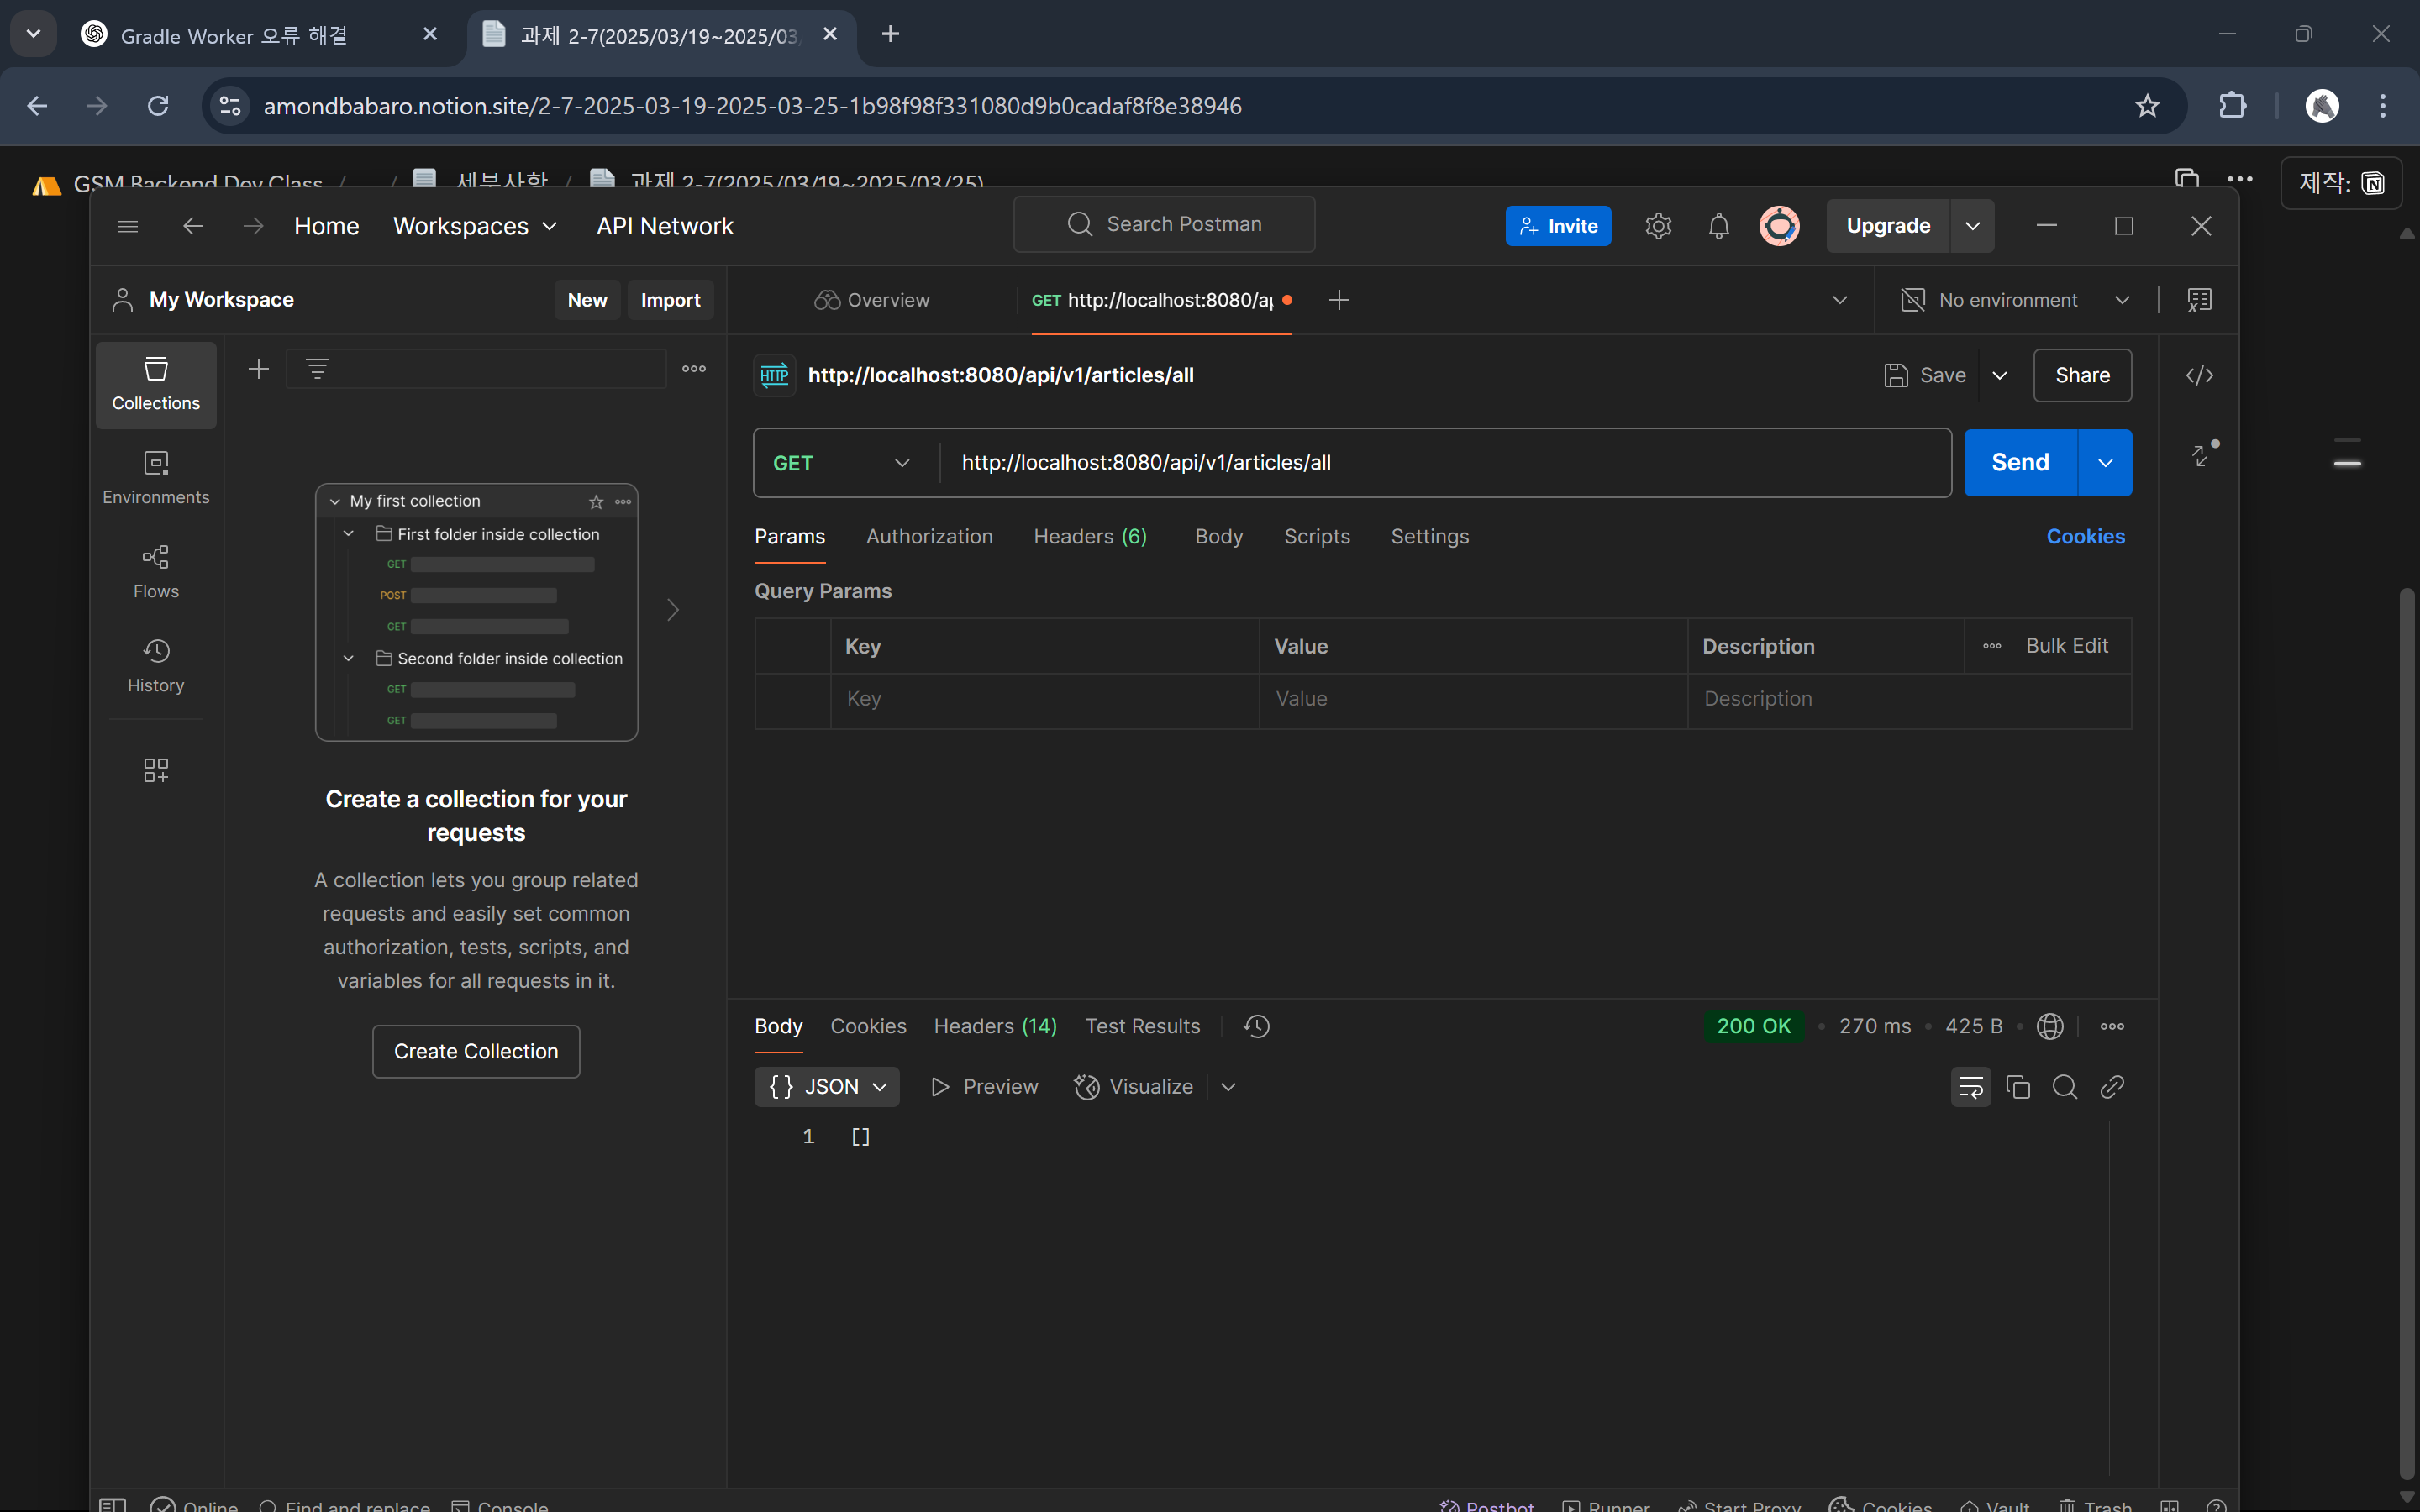 Gradle Worker 오류 해결
과제 2-7(2025/03/19~2025/03
amondbabaro.notion.site/2-7-2025-03-19-2025-03-25-1b98f98f331080d9b0cadaf8f8e38946
GSM Backend Dev Class / / 세부사항 / 과제 2-7(2025/03/19~2025/03/25)
제작:
Home Workspaces API Network
Search Postman
Invite
Upgrade
My Workspace
New Import
Overview
GET http://localhost:8080/ap
No environment
Collections
Environments
Flows
History
My first collection
First folder inside collection
GET
POST
GET
Second folder inside collection
GET
GET
Create a collection for your
requests
A collection lets you group related
requests and easily set common
authorization, tests, scripts, and
variables for all requests in it.
Create Collection
HTTP http://localhost:8080/api/v1/articles/all
Save Share
GET http://localhost:8080/api/v1/articles/all
Send
Params Authorization Headers (6) Body Scripts Settings Cookies
Query Params
Key Value Description Bulk Edit
Key Value Description
Body Cookies Headers (14) Test Results
200 OK 270 ms 425 B
{ } JSON Preview Visualize
1 []
Online Find and replace Console
Postbot Runner Start Proxy Cookies Vault Trash